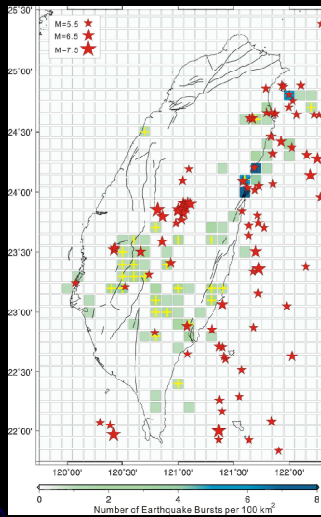 25°30'
M=5.5
M=6.5
M=7.5
25°00'
24°30'
24°00'
23°30'
23°00'
22°30'
22°00'
120°00' 120°30' 121°00' 121°30' 122°00'
0 2 4 6 8
Number of Earthquake Bursts per 100 km²